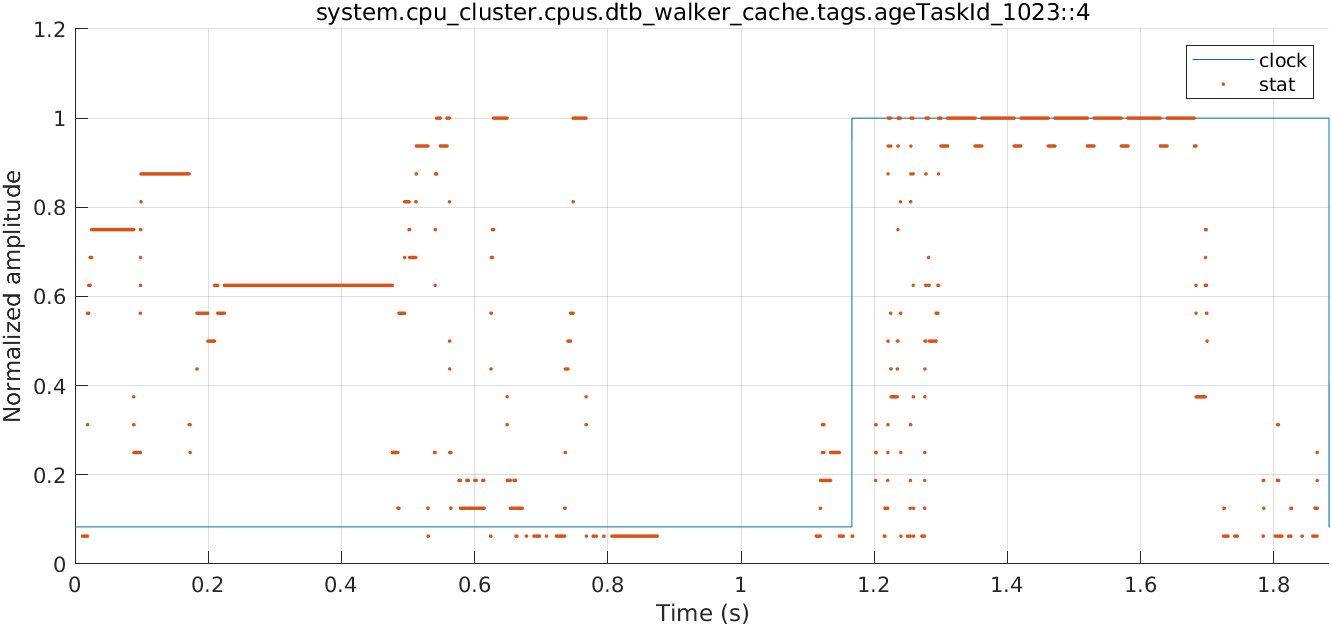 system.cpu_cluster.cpus.dtb_walker_cache.tags.ageTaskId_1023::4
1.2
1
0.8
0.6
0.4
0.2
0
Normalized amplitude
clock
stat
0 0.2 0.4 0.6 0.8 1 1.2 1.4 1.6 1.8
Time (s)